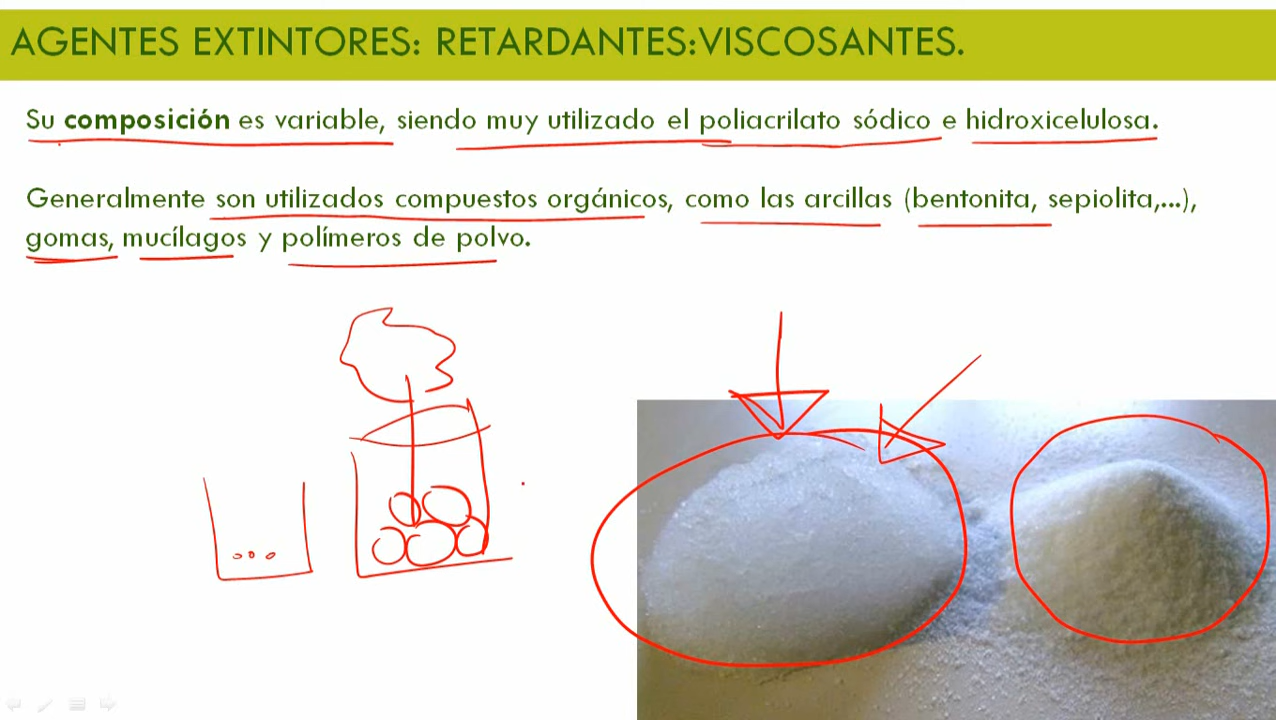 AGENTES EXTINTORES: RETARDANTES:VISCOSANTES.
Su composición es variable, siendo muy utilizado el poliacrilato sódico e hidroxicelulosa.
Generalmente son utilizados compuestos orgánicos, como las arcillas (bentonita, sepiolita,...),
gomas, mucílagos y polímeros de polvo.